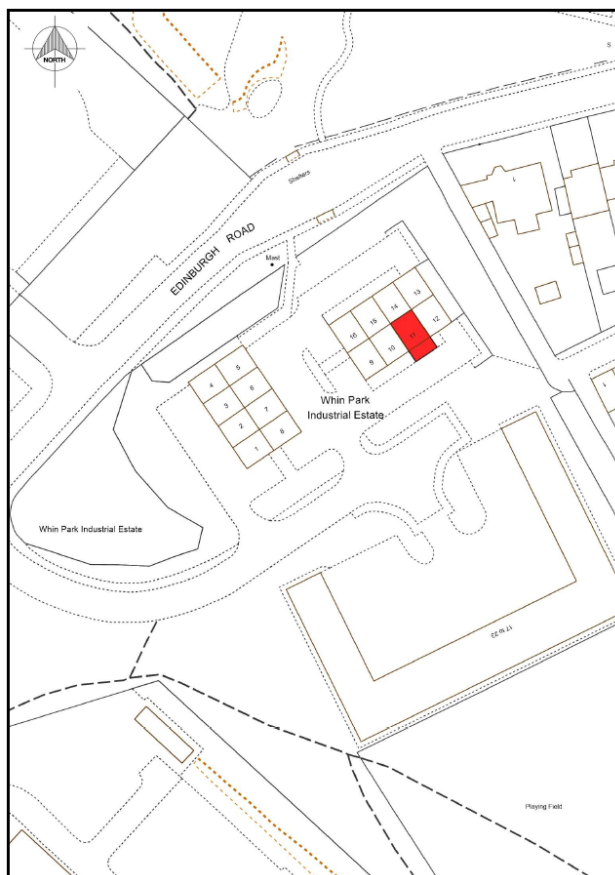 NORTH
S
Shelters
EDINBURGH ROAD
L
Mast
13
14
15
16
12
11
10
9
5
4
6
3
7
2
8
1
Whin Park
Industrial Estate
Whin Park Industrial Estate
17 to 23
Playing Field